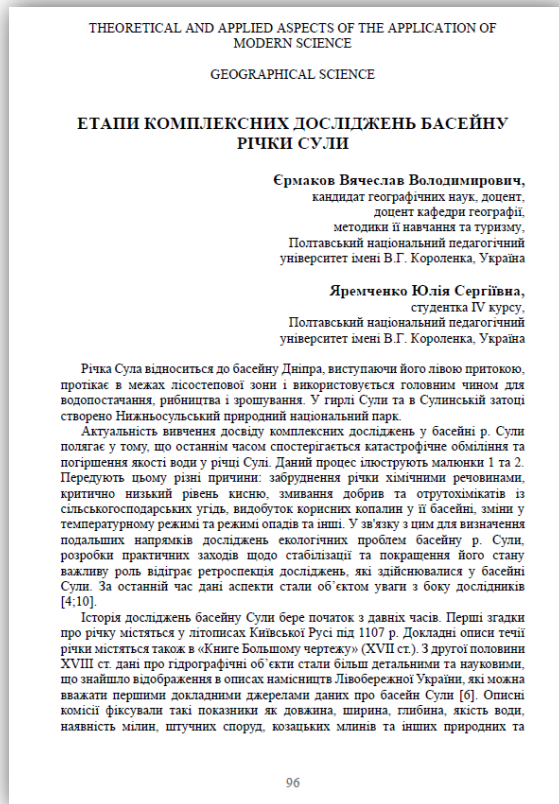 THEORETICAL AND APPLIED ASPECTS OF THE APPLICATION OF
MODERN SCIENCE
GEOGRAPHICAL SCIENCE
ЕТАПИ КОМПЛЕКСНИХ ДОСЛІДЖЕНЬ БАСЕЙНУ
РІЧКИ СУЛИ
Єрмаков Вячеслав Володимирович,
кандидат географічних наук, доцент,
доцент кафедри географії,
методики її навчання та туризму,
Полтавський національний педагогічний
університет імені В.Г. Короленка, Україна
Яремченко Юлія Сергіївна,
студентка IV курсу,
Полтавський національний педагогічний
університет імені В.Г. Короленка, Україна
Річка Сула відноситься до басейну Дніпра, виступаючи його лівою притокою,
протікає в межах лісостепової зони і використовується головним чином для
водопостачання, рибництва і зрошування. У гирлі Сули та в Сулинській затоці
створено Нижньосульський природний національний парк.
Актуальність вивчення досвіду комплексних досліджень у басейні р. Сули
полягає у тому, що останнім часом спостерігається катастрофічне обміління та
погіршення якості води у річці Сулі. Даний процес ілюструють малюнки 1 та 2.
Передують цьому різні причини: забруднення річки хімічними речовинами,
критично низький рівень кисню, змивання добрив та отрутохімікатів із
сільськогосподарських угідь, видобуток корисних копалин у її басейні, зміни у
температурному режимі та режимі опадів та інші. У зв'язку з цим для визначення
подальших напрямків досліджень екологічних проблем басейну р. Сули,
розробки практичних заходів щодо стабілізації та покращення його стану
важливу роль відіграє ретроспекція досліджень, які здійснювалися у басейні
Сули. За останній час дані аспекти стали об’єктом уваги з боку дослідників
[4;10].
Історія досліджень басейну Сули бере початок з давніх часів. Перші згадки
про річку містяться у літописах Київської Русі під 1107 р. Докладні описи течії
річки містяться також в «Книге Большому чертежу» (XVII ст.). З другої половини
XVIII ст. дані про гідрографічні об’єкти стали більш детальними та науковими,
що знайшло відображення в описах намісництв Лівобережної України, які можна
вважати першими докладними джерелами даних про басейн Сули [6]. Описні
комісії фіксували такі показники як довжина, ширина, глибина, якість води,
наявність мілин, штучних споруд, козацьких млинів та інших природних та
96